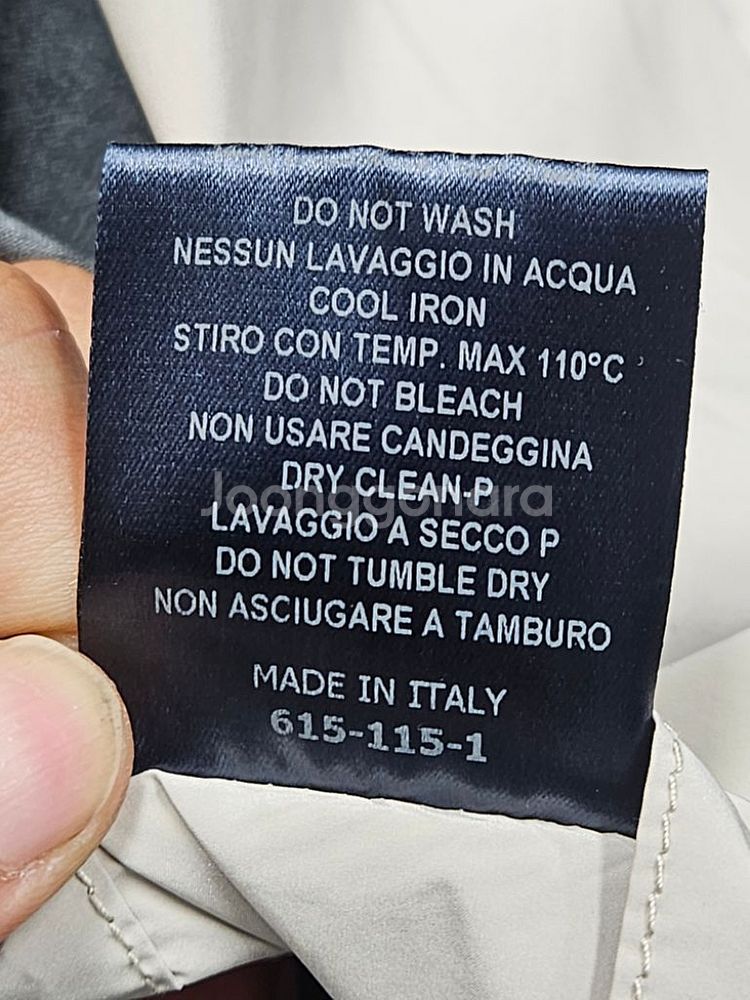 DO NOT WASH
NESSUN LAVAGGIO IN ACQUA
COOL IRON
STIRO CON TEMP. MAX 110°C
DO NOT BLEACH
NON USARE CANDEGGINA
DRY CLEAN-P
Joonggonara
LAVAGGIO A SECCO P
DO NOT TUMBLE DRY
NON ASCIUGARE A TAMBURO
MADE IN ITALY
615-115-1